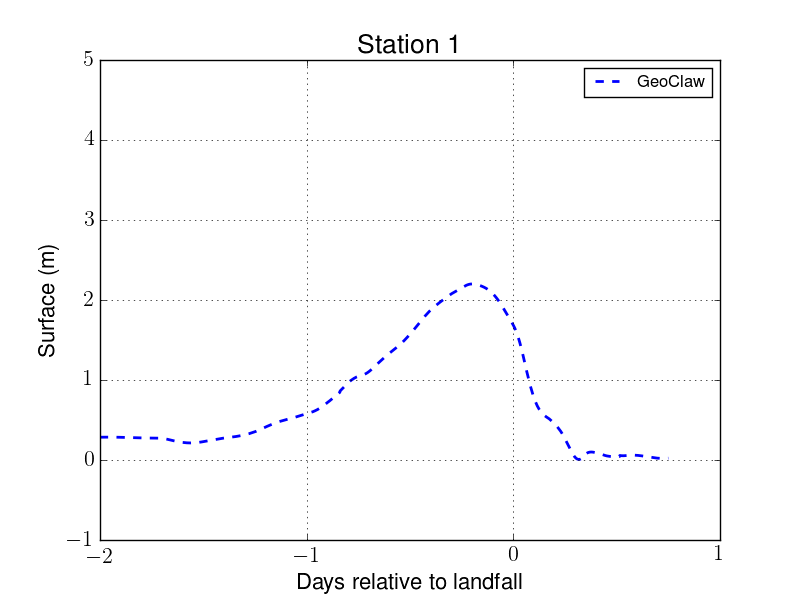 Station 1
GeoClaw
5
4
3
2
1
0
−1
Surface (m)
−2 −1 0 1
Days relative to landfall